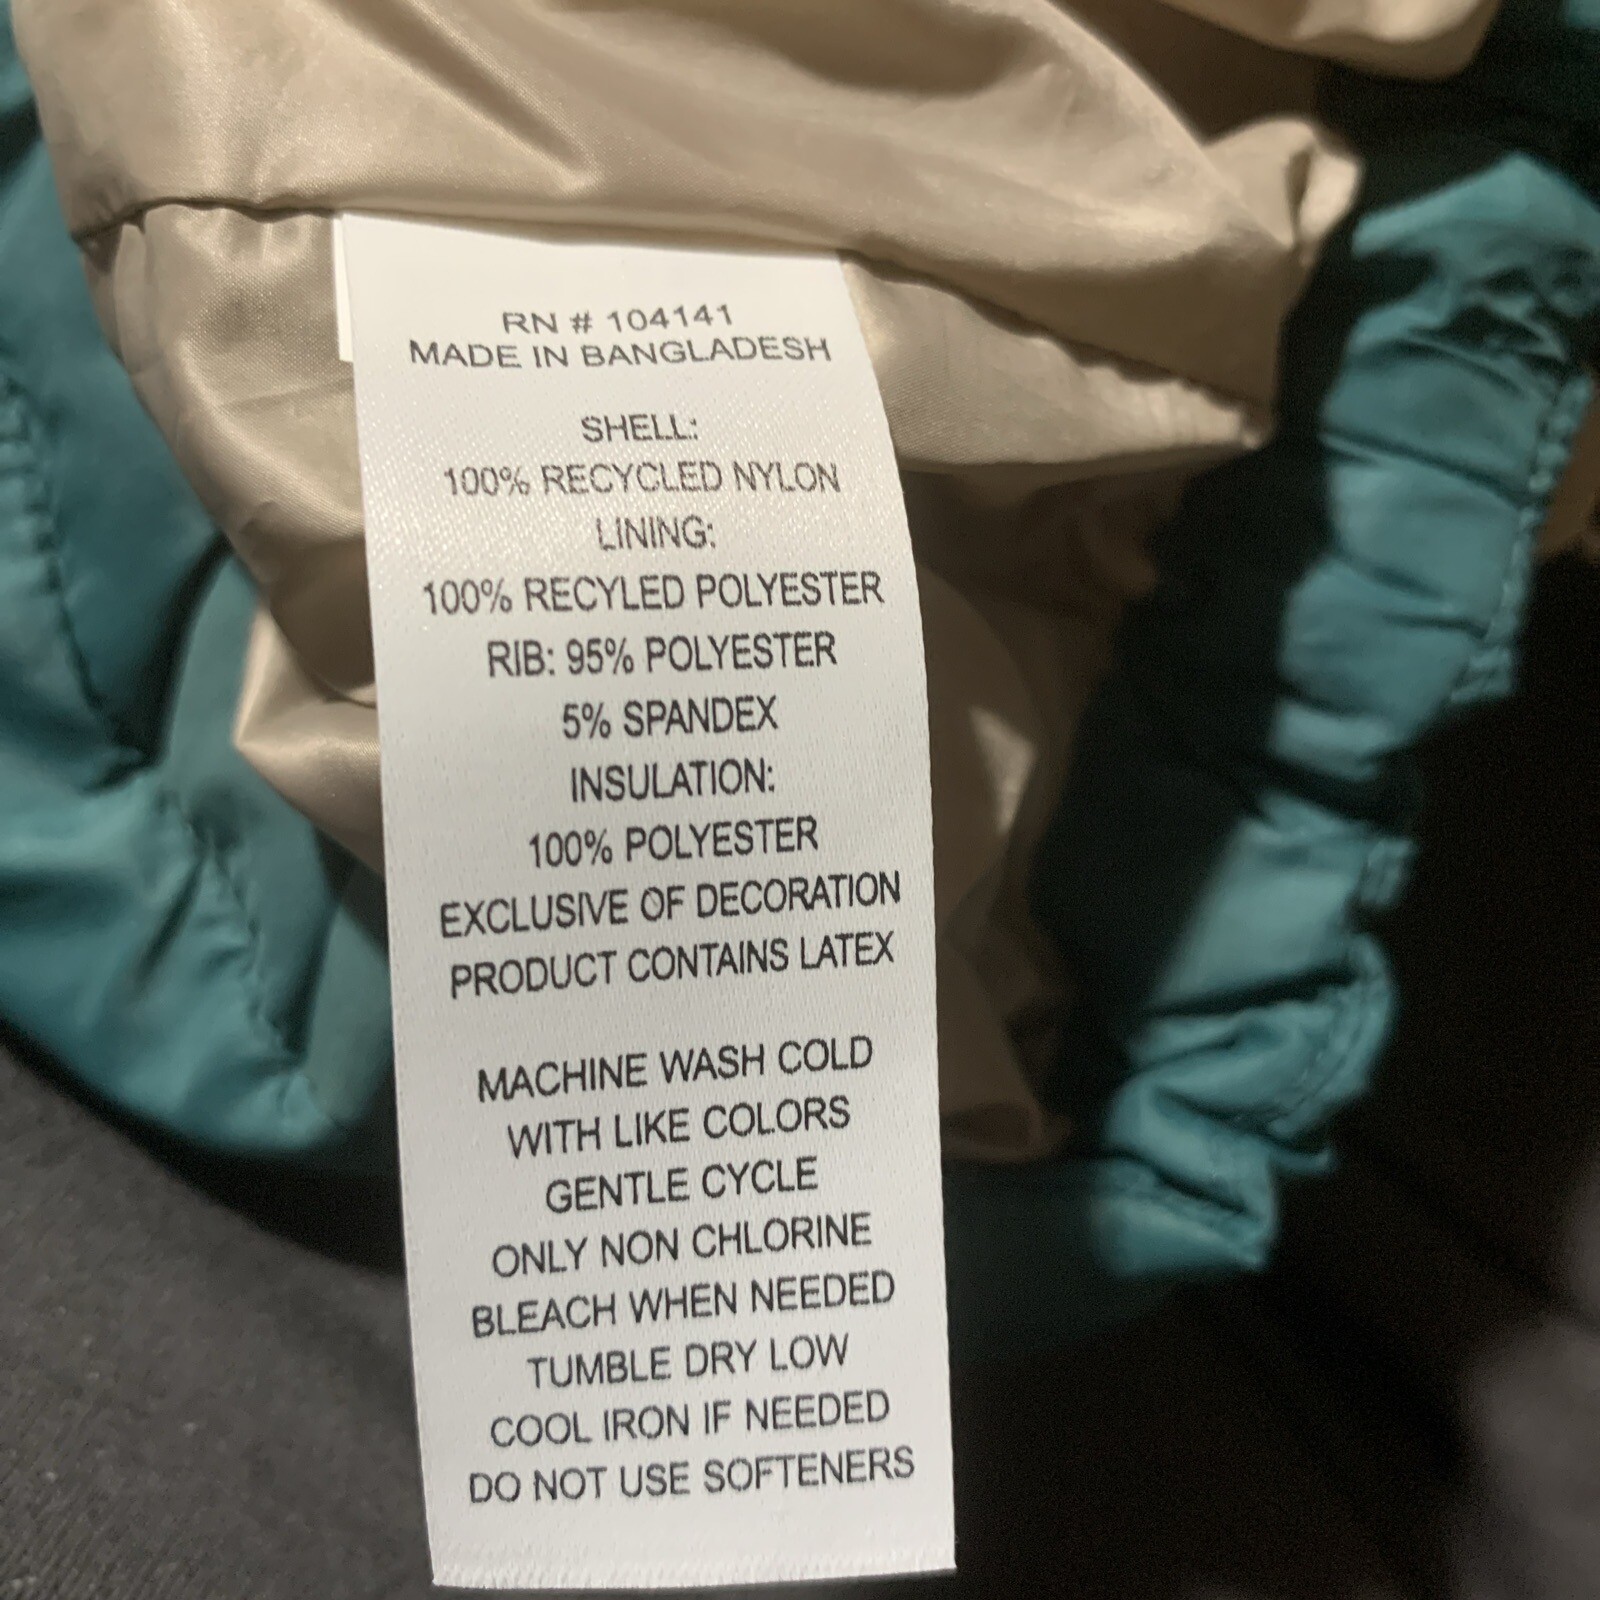 RN # 104141
MADE IN BANGLADESH
SHELL:
100% RECYCLED NYLON
LINING:
100% RECYLED POLYESTER
RIB: 95% POLYESTER
5% SPANDEX
INSULATION:
100% POLYESTER
EXCLUSIVE OF DECORATION
PRODUCT CONTAINS LATEX
MACHINE WASH COLD
WITH LIKE COLORS
GENTLE CYCLE
ONLY NON CHLORINE
BLEACH WHEN NEEDED
TUMBLE DRY LOW
COOL IRON IF NEEDED
DO NOT USE SOFTENERS